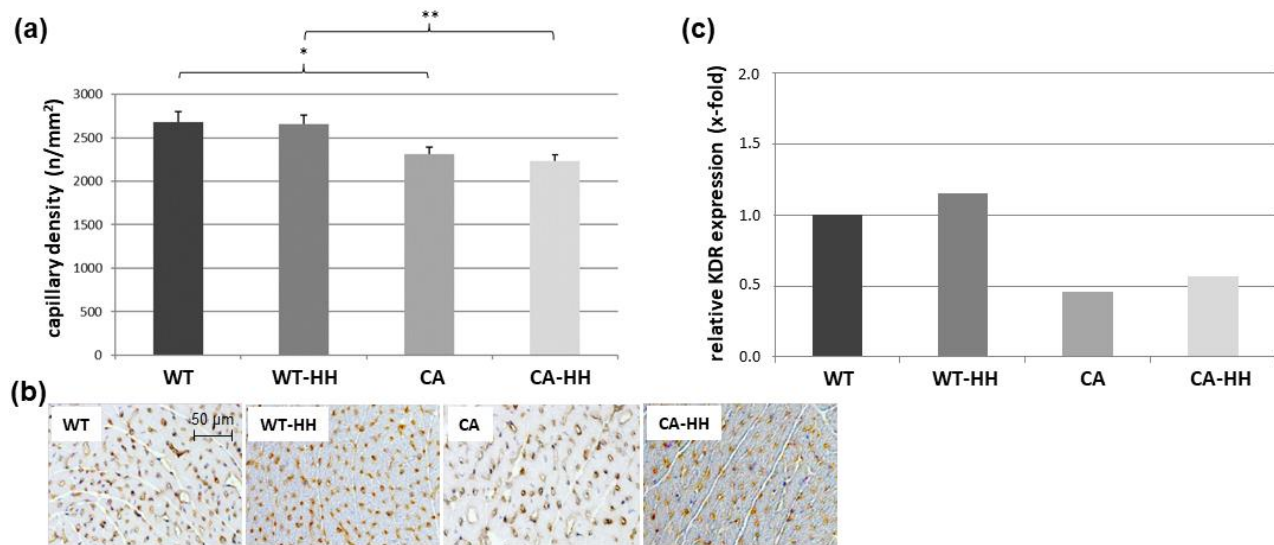 (a)
**
*
capillary density (n/mm²)
3000
2500
2000
1500
1000
500
0
WT
WT-HH
CA
CA-HH
(c)
relative KDR expression (x-fold)
2.0
1.5
1.0
0.5
0.0
WT
WT-HH
CA
CA-HH
(b)
WT
50 µm
WT-HH
CA
CA-HH